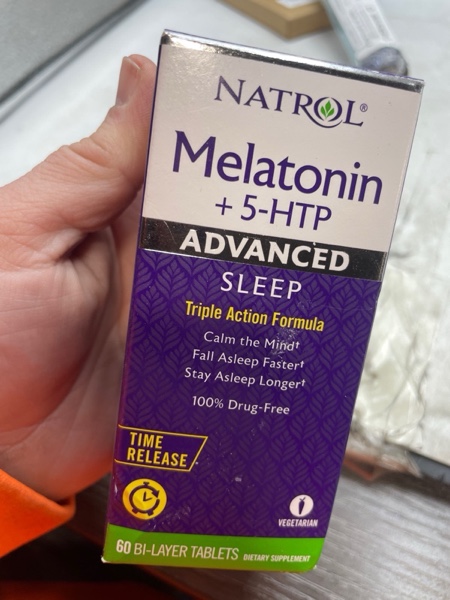 NATROL®
Melatonin
+ 5-HTP
ADVANCED
SLEEP
Triple Action Formula
Calm the Mind†
Fall Asleep Faster†
Stay Asleep Longer†
100% Drug-Free
TIME
RELEASE™
VEGETARIAN
60 BI-LAYER TABLETS DIETARY SUPPLEMENT